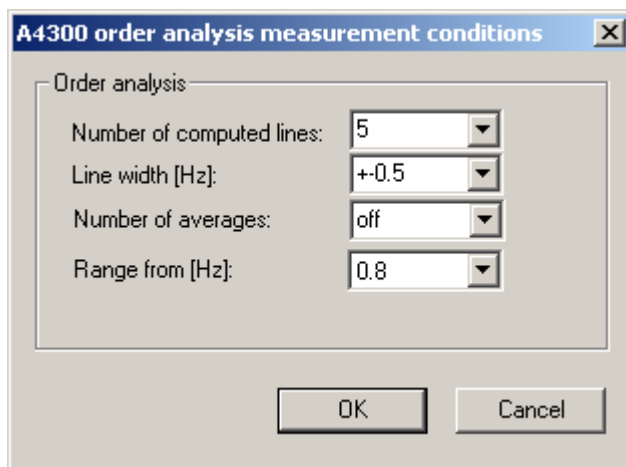 A4300 order analysis measurement conditions
Order analysis
Number of computed lines: 5
Line width [Hz]: +-0.5
Number of averages: off
Range from [Hz]: 0.8
OK Cancel